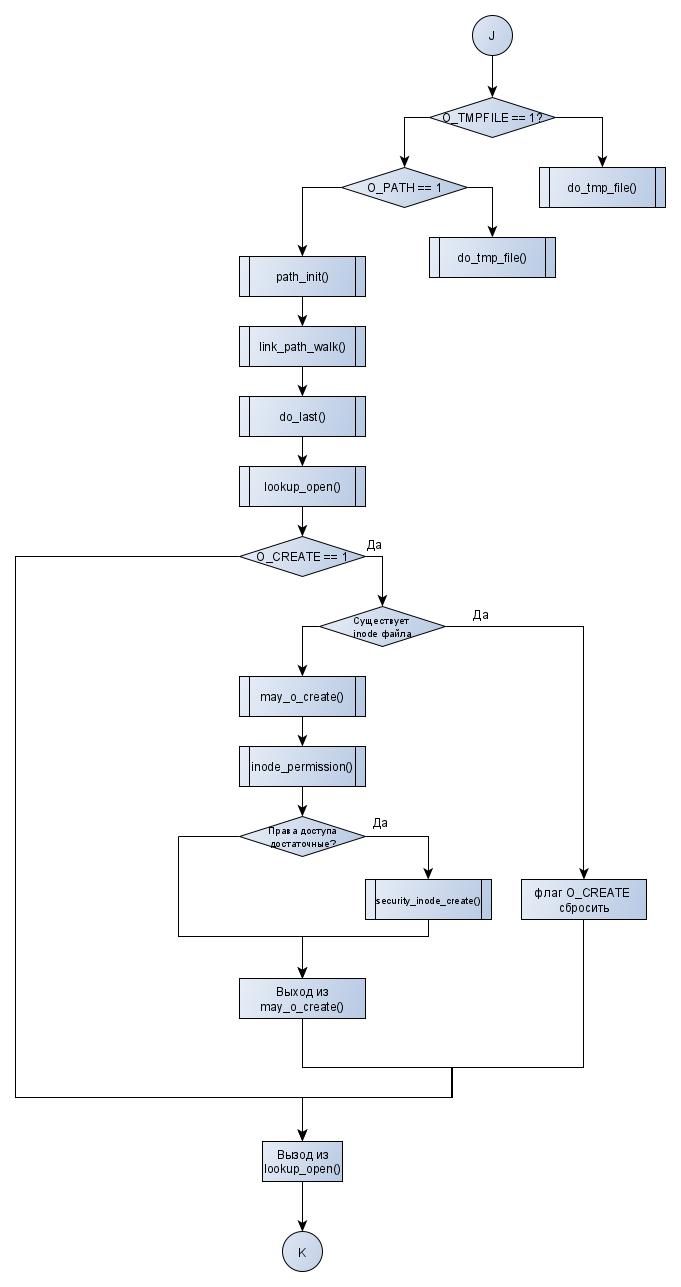 J
O_TMPFILE == 1?
do_tmp_file()
O_PATH == 1
do_tmp_file()
path_init()
link_path_walk()
do_last()
lookup_open()
Да
O_CREATE == 1
Да
Существует
inode файла
may_o_create()
inode_permission()
Да
Права доступа
достаточные?
security_inode_create()
флаг O_CREATE
сбросить
Выход из
may_o_create()
Вызод из
lookup_open()
K